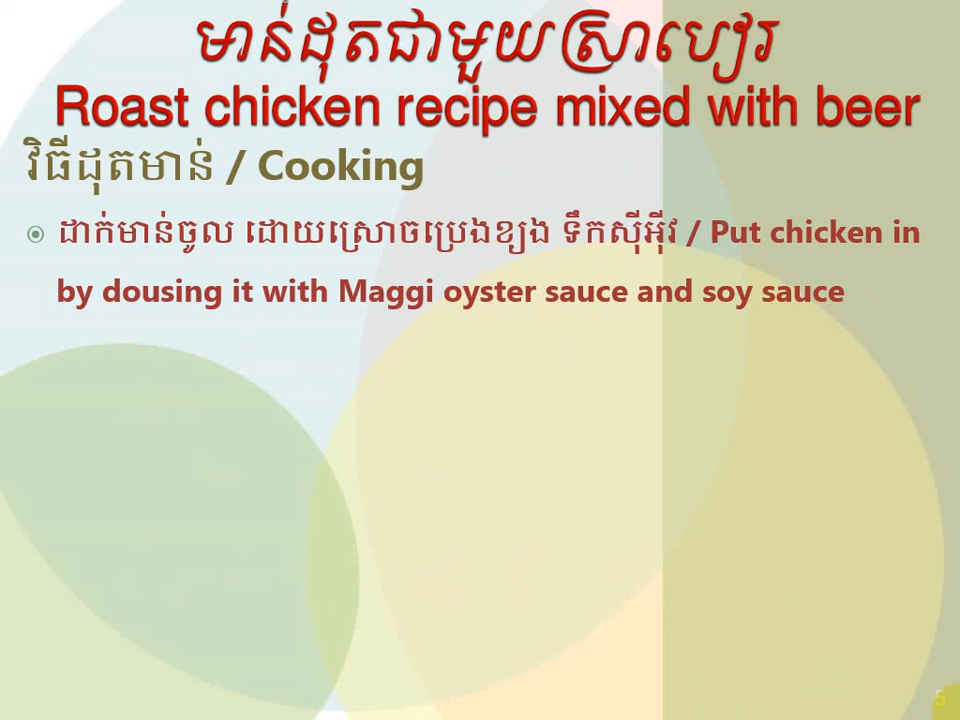 មាន់ដុតជាមួយស្រាបៀរ
Roast chicken recipe mixed with beer
វិធីដុតមាន់ / Cooking
ដាក់មាន់ចូល ដោយស្រោចប្រេងខ្យង ទឹកស៊ីអ៊ីវ / Put chicken in
by dousing it with Maggi oyster sauce and soy sauce
5